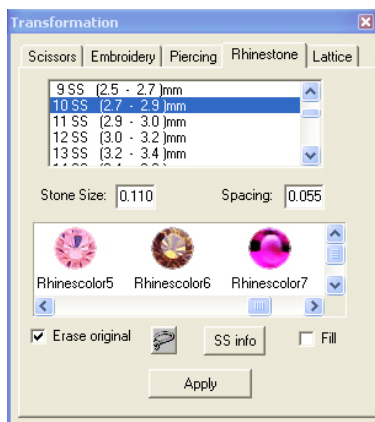 Transformation
Scissors Embroidery Piercing Rhinestone Lattice
9 SS (2.5 - 2.7 )mm
10 SS (2.7 - 2.9 )mm
11 SS (2.9 - 3.0 )mm
12 SS (3.0 - 3.2 )mm
13 SS (3.2 - 3.4 )mm
Stone Size: 0.110 Spacing: 0.055
Rhinescolor5 Rhinescolor6 Rhinescolor7
Erase original SS info Fill
Apply